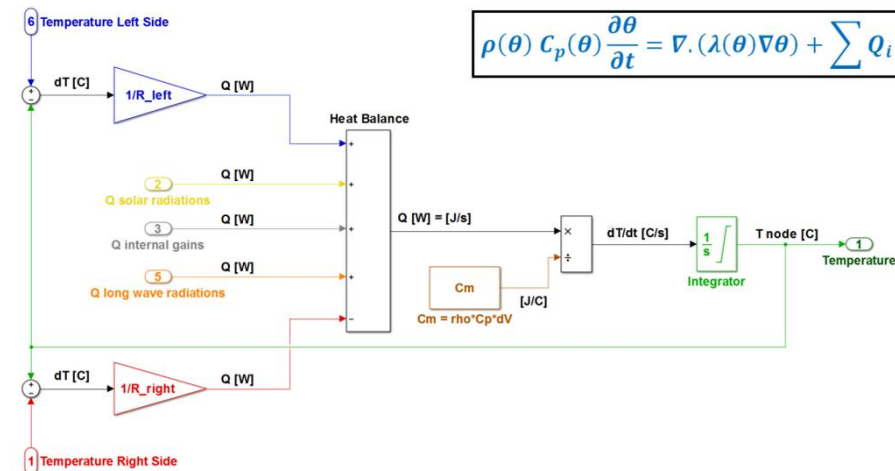 6 Temperature Left Side
ρ(θ) C_p(θ) ∂θ/∂t = ∇.(λ(θ)∇θ) + ∑ Q_i
+
−
dT [C]
1/R_left
Q [W]
Heat Balance
+
2
Q [W]
+
Q solar radiations
3
Q [W]
+
Q internal gains
Q [W] = [J/s]
×
÷
dT/dt [C/s]
1/s
T node [C]
1
Temperature
Integrator
5
Q [W]
+
Q long wave radiations
Cm
[J/C]
Cm = rho*Cp*dV
−
+
−
dT [C]
1/R_right
Q [W]
1 Temperature Right Side